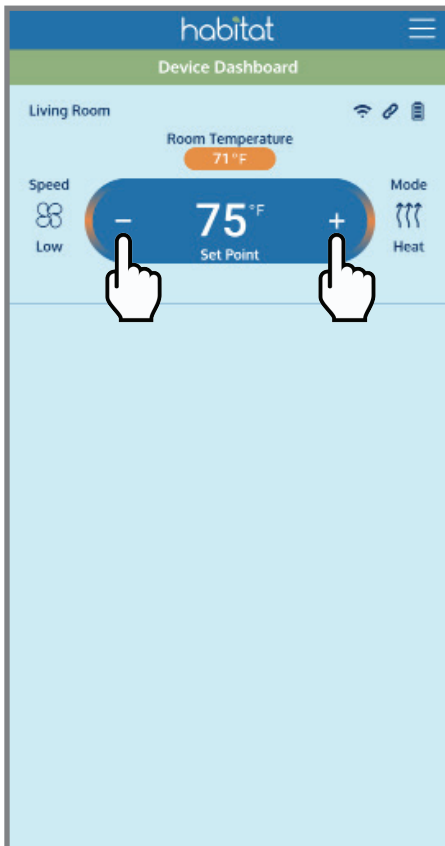 habitat
Device Dashboard
Living Room
Room Temperature
71°F
Speed
Low
− 75°F +
Set Point
Mode
Heat